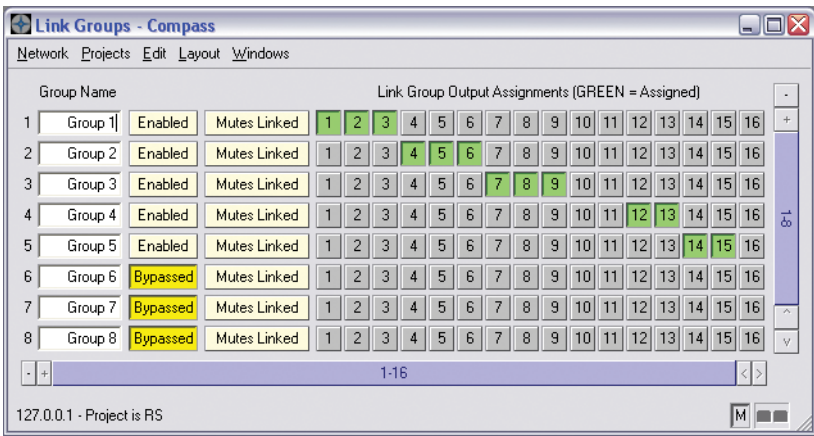 Link Groups - Compass
Network Projects Edit Layout Windows
Group Name Link Group Output Assignments (GREEN = Assigned) -
1 Group 1 Enabled Mutes Linked 1 2 3 4 5 6 7 8 9 10 11 12 13 14 15 16 +
2 Group 2 Enabled Mutes Linked 1 2 3 4 5 6 7 8 9 10 11 12 13 14 15 16
3 Group 3 Enabled Mutes Linked 1 2 3 4 5 6 7 8 9 10 11 12 13 14 15 16
4 Group 4 Enabled Mutes Linked 1 2 3 4 5 6 7 8 9 10 11 12 13 14 15 16
1-8
5 Group 5 Enabled Mutes Linked 1 2 3 4 5 6 7 8 9 10 11 12 13 14 15 16
6 Group 6 Bypassed Mutes Linked 1 2 3 4 5 6 7 8 9 10 11 12 13 14 15 16
7 Group 7 Bypassed Mutes Linked 1 2 3 4 5 6 7 8 9 10 11 12 13 14 15 16 ^
8 Group 8 Bypassed Mutes Linked 1 2 3 4 5 6 7 8 9 10 11 12 13 14 15 16 v
- + 1-16 < >
127.0.0.1 - Project is RS M